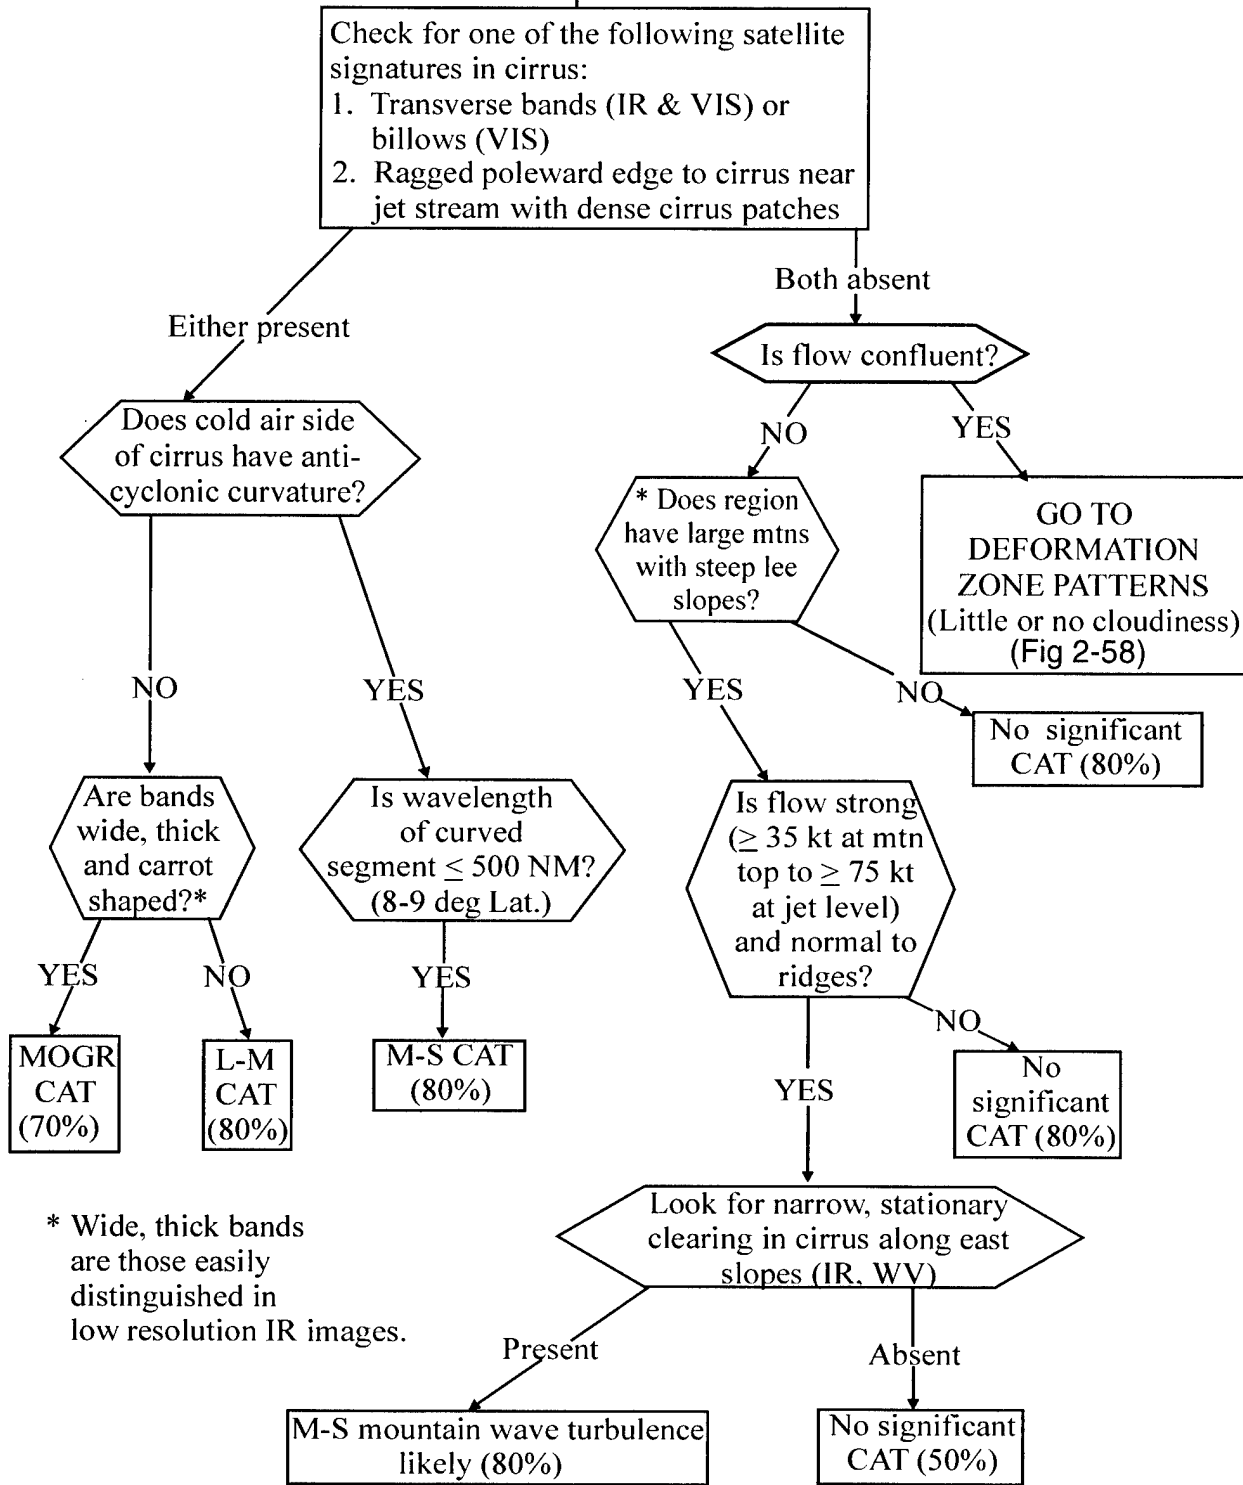 Check for one of the following satellite
signatures in cirrus:
1. Transverse bands (IR & VIS) or
billows (VIS)
2. Ragged poleward edge to cirrus near
jet stream with dense cirrus patches
Either present
Both absent
Is flow confluent?
Does cold air side
of cirrus have anti-
cyclonic curvature?
NO
YES
* Does region
have large mtns
with steep lee
slopes?
GO TO
DEFORMATION
ZONE PATTERNS
(Little or no cloudiness)
(Fig 2-58)
NO
YES
YES
NO
No significant
CAT (80%)
Are bands
wide, thick
and carrot
shaped?*
Is wavelength
of curved
segment ≤ 500 NM?
(8-9 deg Lat.)
Is flow strong
(≥ 35 kt at mtn
top to ≥ 75 kt
at jet level)
and normal to
ridges?
YES
NO
YES
NO
MOGR
CAT
(70%)
L-M
CAT
(80%)
M-S CAT
(80%)
YES
No
significant
CAT (80%)
* Wide, thick bands
are those easily
distinguished in
low resolution IR images.
Look for narrow, stationary
clearing in cirrus along east
slopes (IR, WV)
Present
Absent
M-S mountain wave turbulence
likely (80%)
No significant
CAT (50%)